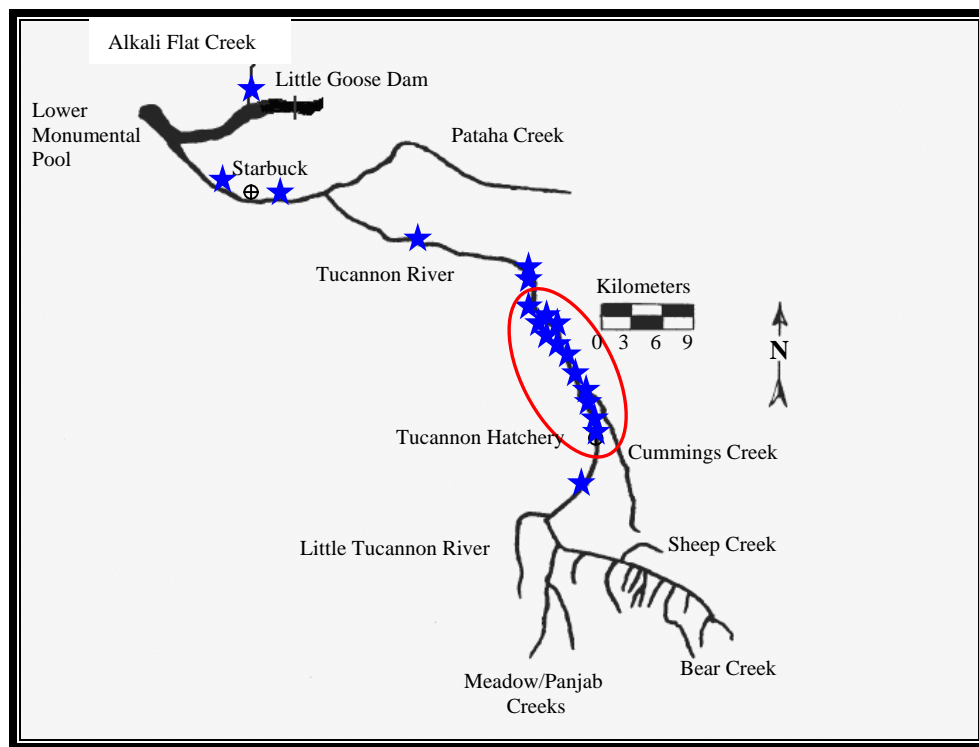 Alkali Flat Creek
Little Goose Dam
Lower
Monumental
Pool
Pataha Creek
Starbuck
Tucannon River
Kilometers
0 3 6 9
N
Tucannon Hatchery
Cummings Creek
Little Tucannon River
Sheep Creek
Bear Creek
Meadow/Panjab
Creeks